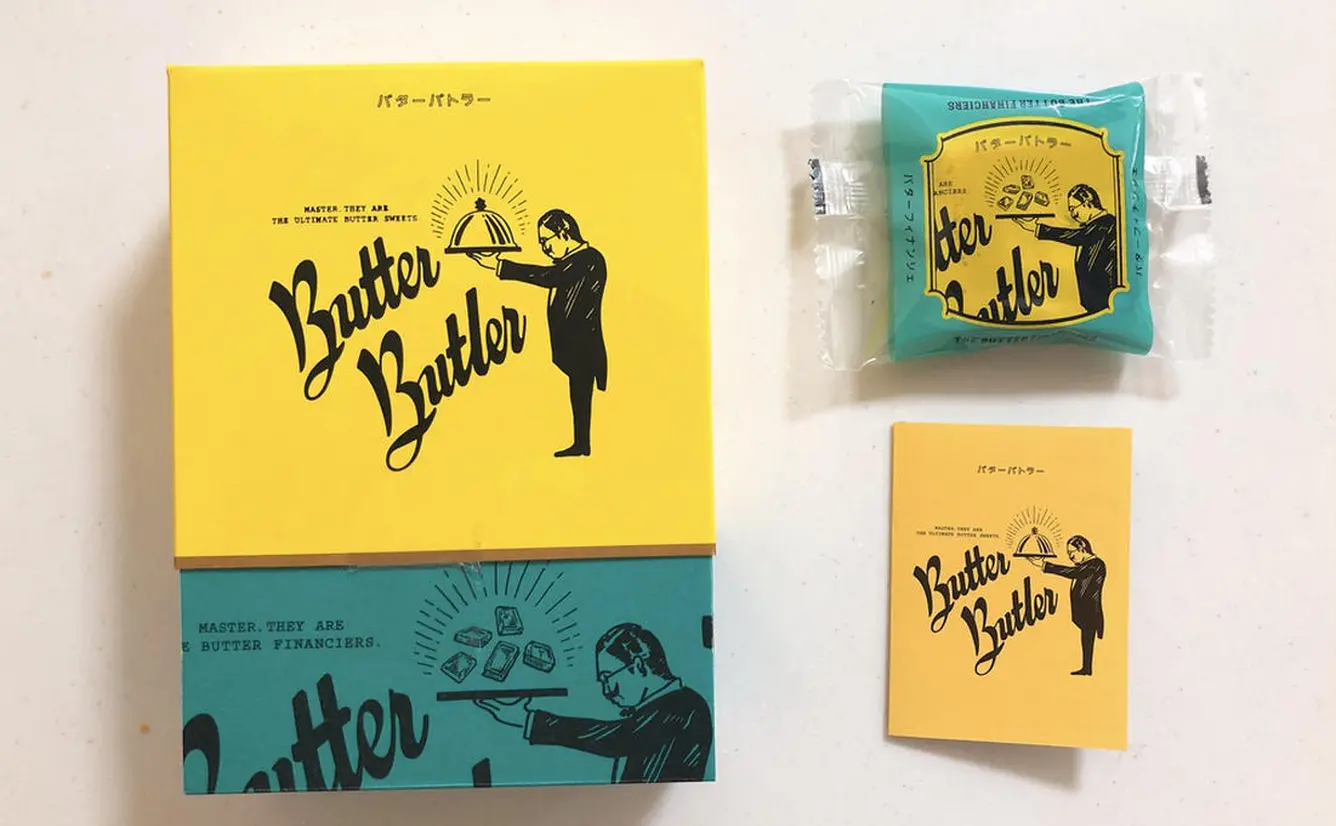 バターバトラー
MASTER. THEY ARE
THE ULTIMATE BUTTER SWEETS.
Butter
Butler
MASTER. THEY ARE
E BUTTER FINANCIERS.
Butter
THE BUTTER FINANCIERS
バターバトラー
バターフィナンシェ
ARE
ANCIERS.
tter
utler
バターバトラー
MASTER. THEY ARE
THE ULTIMATE BUTTER SWEETS.
Butter
Butler